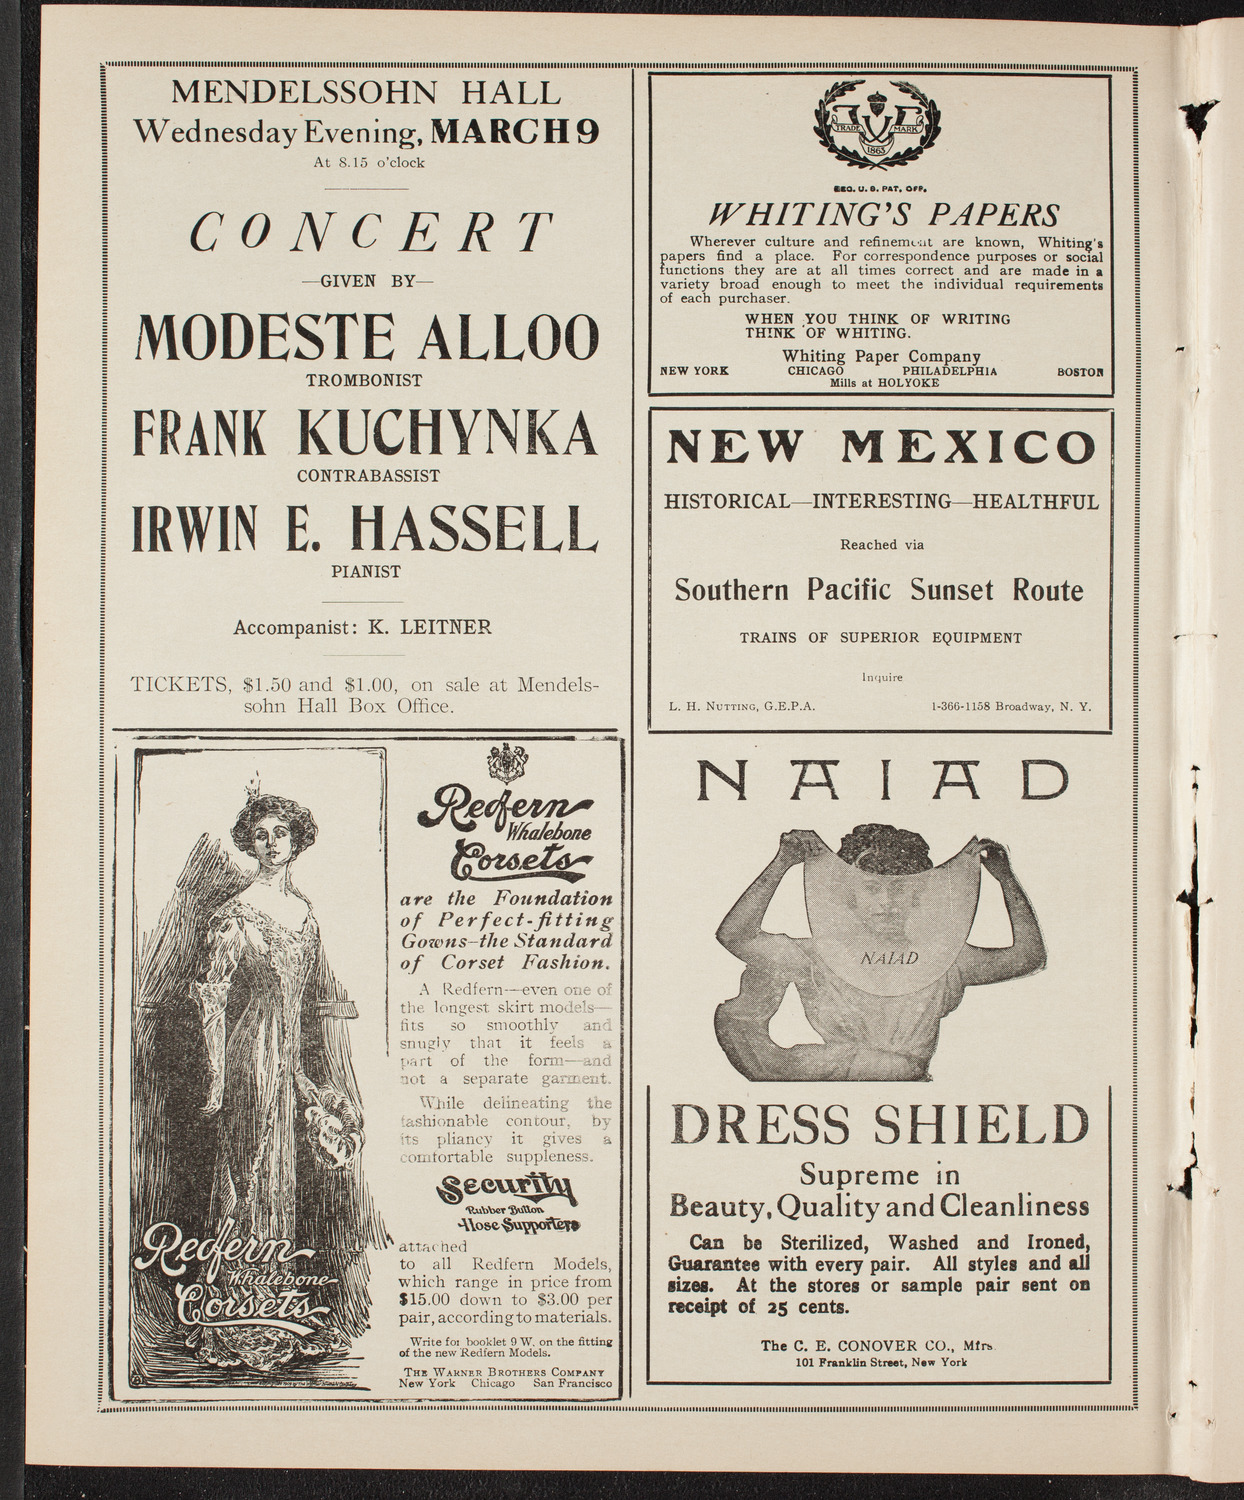 MENDELSSOHN HALL
Wednesday Evening, MARCH 9
At 8.15 o'clock
CONCERT
—GIVEN BY—
MODESTE ALLOO
TROMBONIST
FRANK KUCHYNKA
CONTRABASSIST
IRWIN E. HASSELL
PIANIST
Accompanist: K. LEITNER
TICKETS, $1.50 and $1.00, on sale at Mendels-
sohn Hall Box Office.
Redfern
Whalebone
Corsets
are the Foundation
of Perfect-fitting
Gowns—the Standard
of Corset Fashion.
A Redfern—even one of
the longest skirt models—
fits so smoothly and
snugly that it feels a
part of the form—and
not a separate garment.
While delineating the
fashionable contour, by
its pliancy it gives a
comfortable suppleness.
Security
Rubber Button
Hose Supporters
attached
to all Redfern Models,
which range in price from
$15.00 down to $3.00 per
pair, according to materials.
Write for booklet 9 W. on the fitting
of the new Redfern Models.
THE WARNER BROTHERS COMPANY
New York Chicago San Francisco
Redfern
Whalebone
Corsets
TRADE MARK
1865
REG. U. S. PAT. OFF.
WHITING'S PAPERS
Wherever culture and refinement are known, Whiting's
papers find a place. For correspondence purposes or social
functions they are at all times correct and are made in a
variety broad enough to meet the individual requirements
of each purchaser.
WHEN YOU THINK OF WRITING
THINK OF WHITING.
Whiting Paper Company
NEW YORK CHICAGO PHILADELPHIA BOSTON
Mills at HOLYOKE
NEW MEXICO
HISTORICAL—INTERESTING—HEALTHFUL
Reached via
Southern Pacific Sunset Route
TRAINS OF SUPERIOR EQUIPMENT
Inquire
L. H. NUTTING, G.E.P.A. 1-366-1158 Broadway, N. Y.
NAIAD
NAIAD
DRESS SHIELD
Supreme in
Beauty, Quality and Cleanliness
Can be Sterilized, Washed and Ironed,
Guarantee with every pair. All styles and all
sizes. At the stores or sample pair sent on
receipt of 25 cents.
The C. E. CONOVER CO., Mfrs.
101 Franklin Street, New York